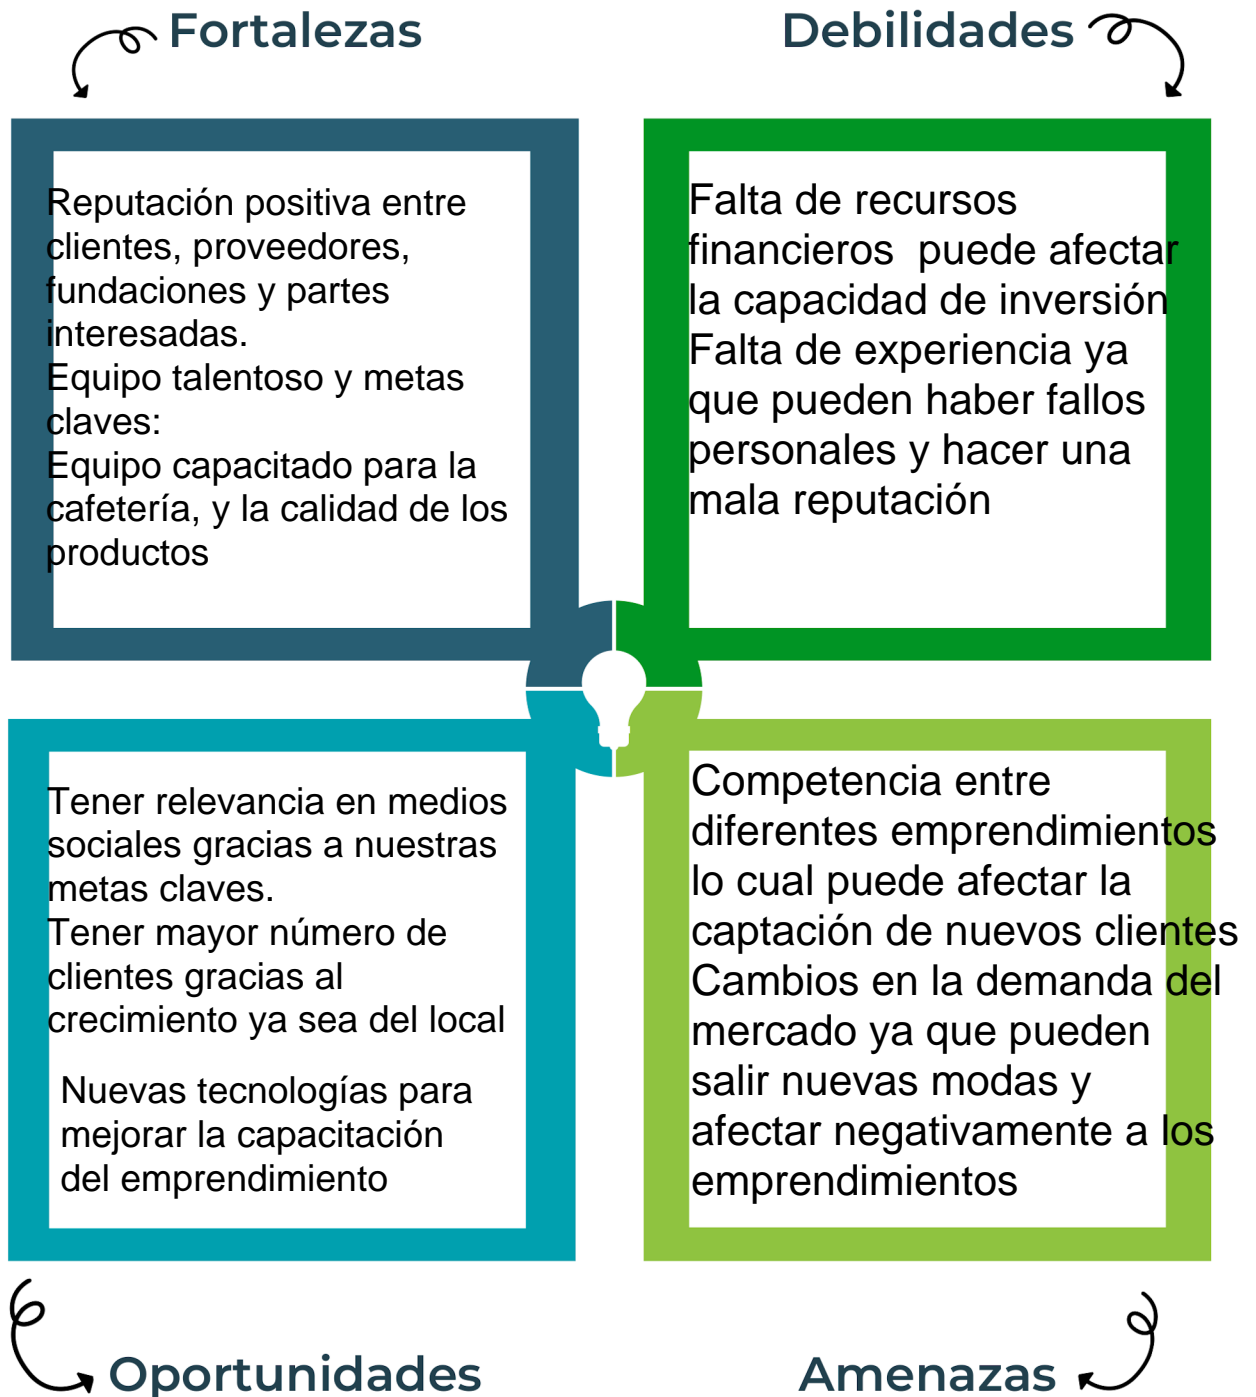 Fortalezas
Reputación positiva entre
clientes, proveedores,
fundaciones y partes
interesadas.
Equipo talentoso y metas
claves:
Equipo capacitado para la
cafetería, y la calidad de los
productos
Debilidades
Falta de recursos
financieros  puede afectar
la capacidad de inversión
Falta de experiencia ya
que pueden haber fallos
personales y hacer una
mala reputación
Tener relevancia en medios
sociales gracias a nuestras
metas claves.
Tener mayor número de
clientes gracias al
crecimiento ya sea del local
Nuevas tecnologías para
mejorar la capacitación
del emprendimiento
Oportunidades
Competencia entre
diferentes emprendimientos
lo cual puede afectar la
captación de nuevos clientes
Cambios en la demanda del
mercado ya que pueden
salir nuevas modas y
afectar negativamente a los
emprendimientos
Amenazas